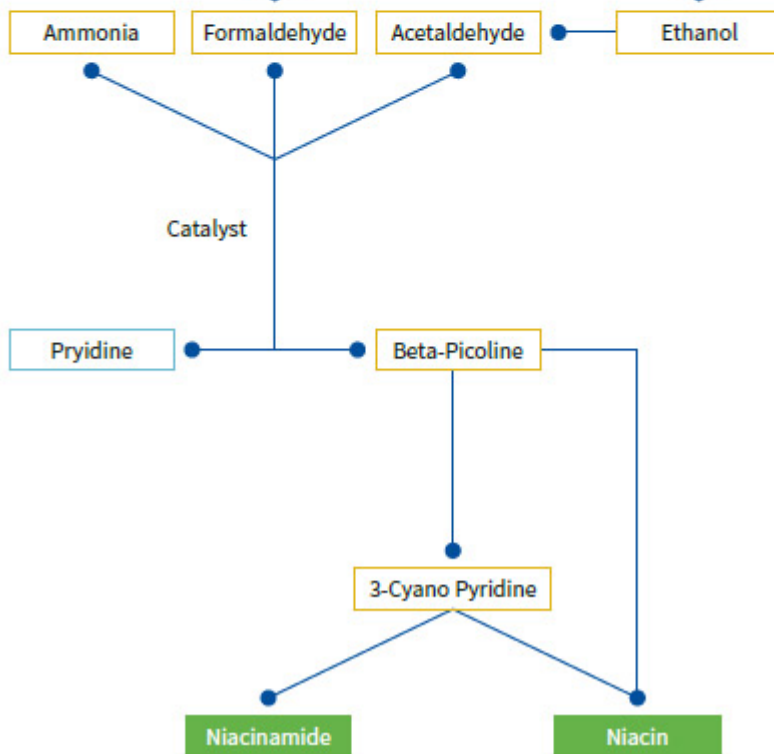 Ammonia
Formaldehyde
Acetaldehyde
Ethanol
Catalyst
Pryidine
Beta-Picoline
3-Cyano Pyridine
Niacinamide
Niacin